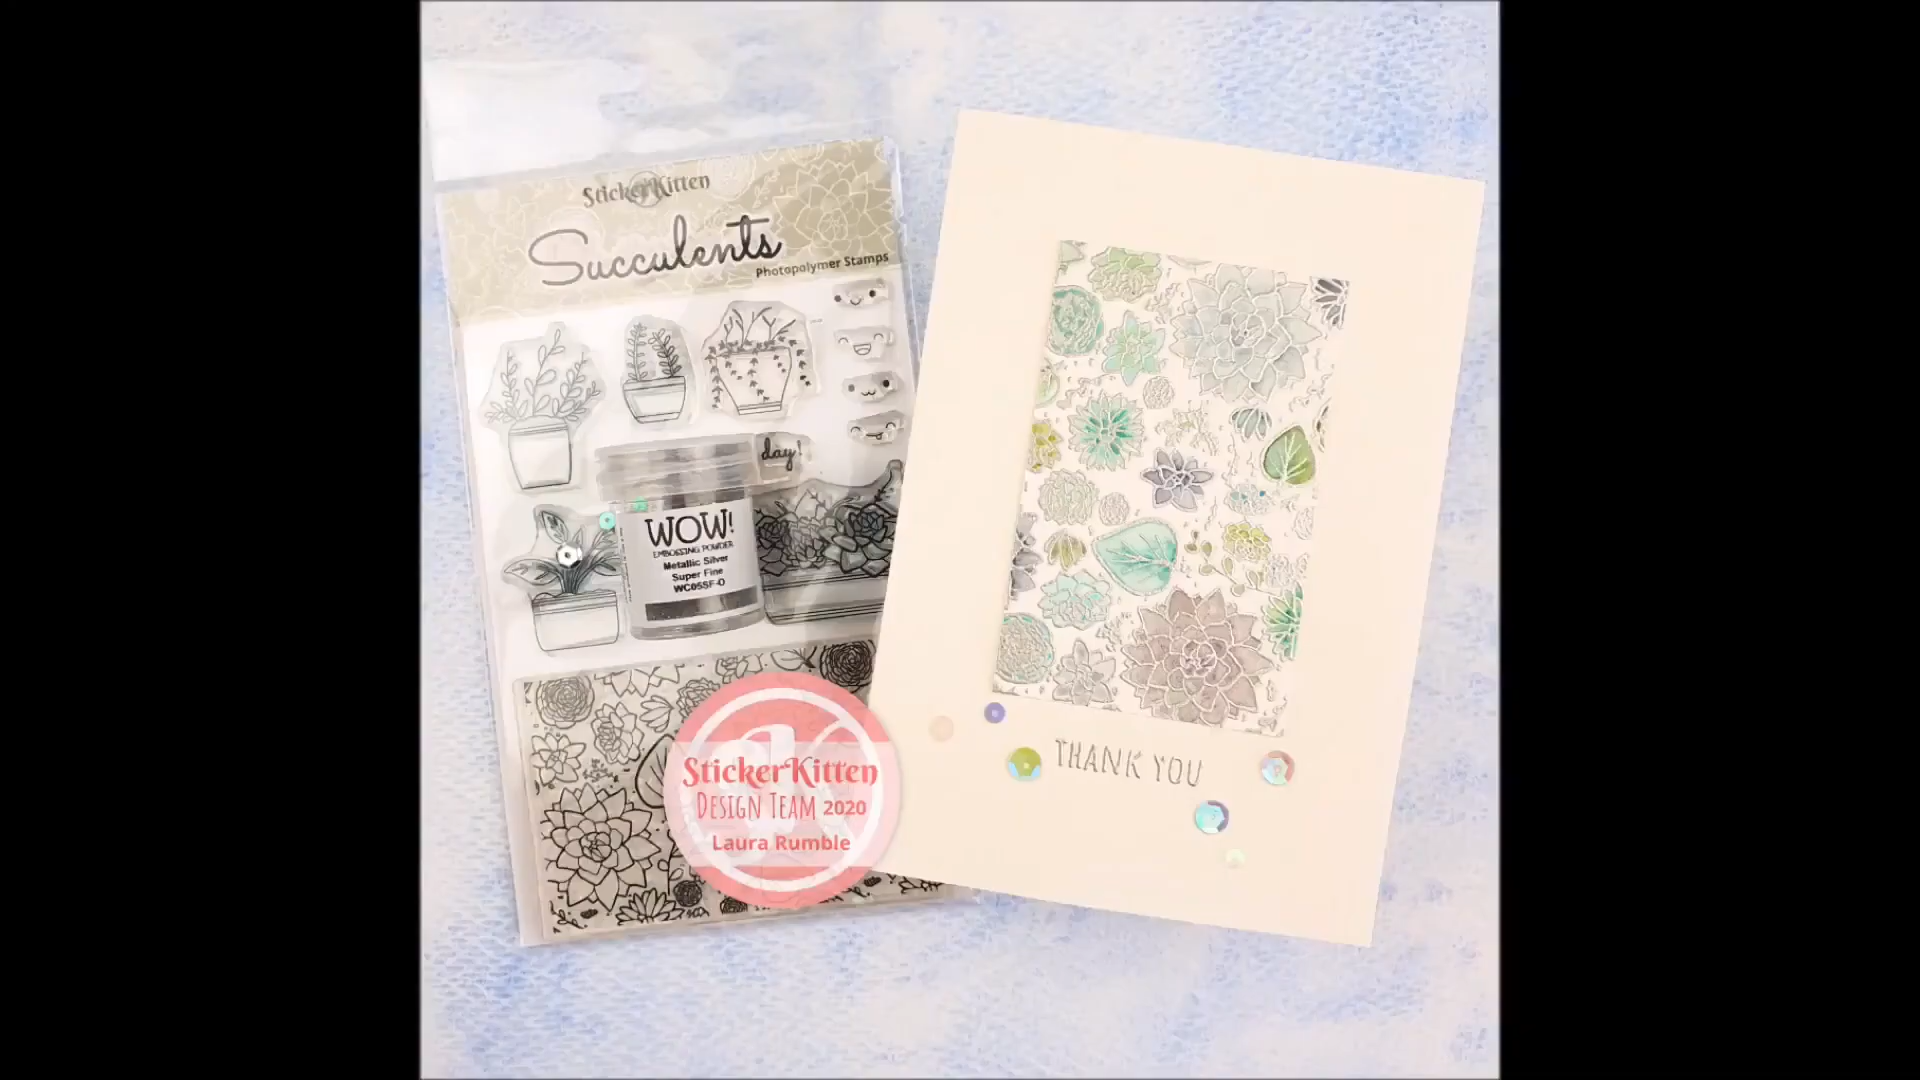 StickerKitten
Succulents
Photopolymer Stamps
day!
WOW!
EMBOSSING POWDER
Metallic Silver
Super Fine
WC05SF-O
StickerKitten
DESIGN TEAM 2020
Laura Rumble
THANK YOU